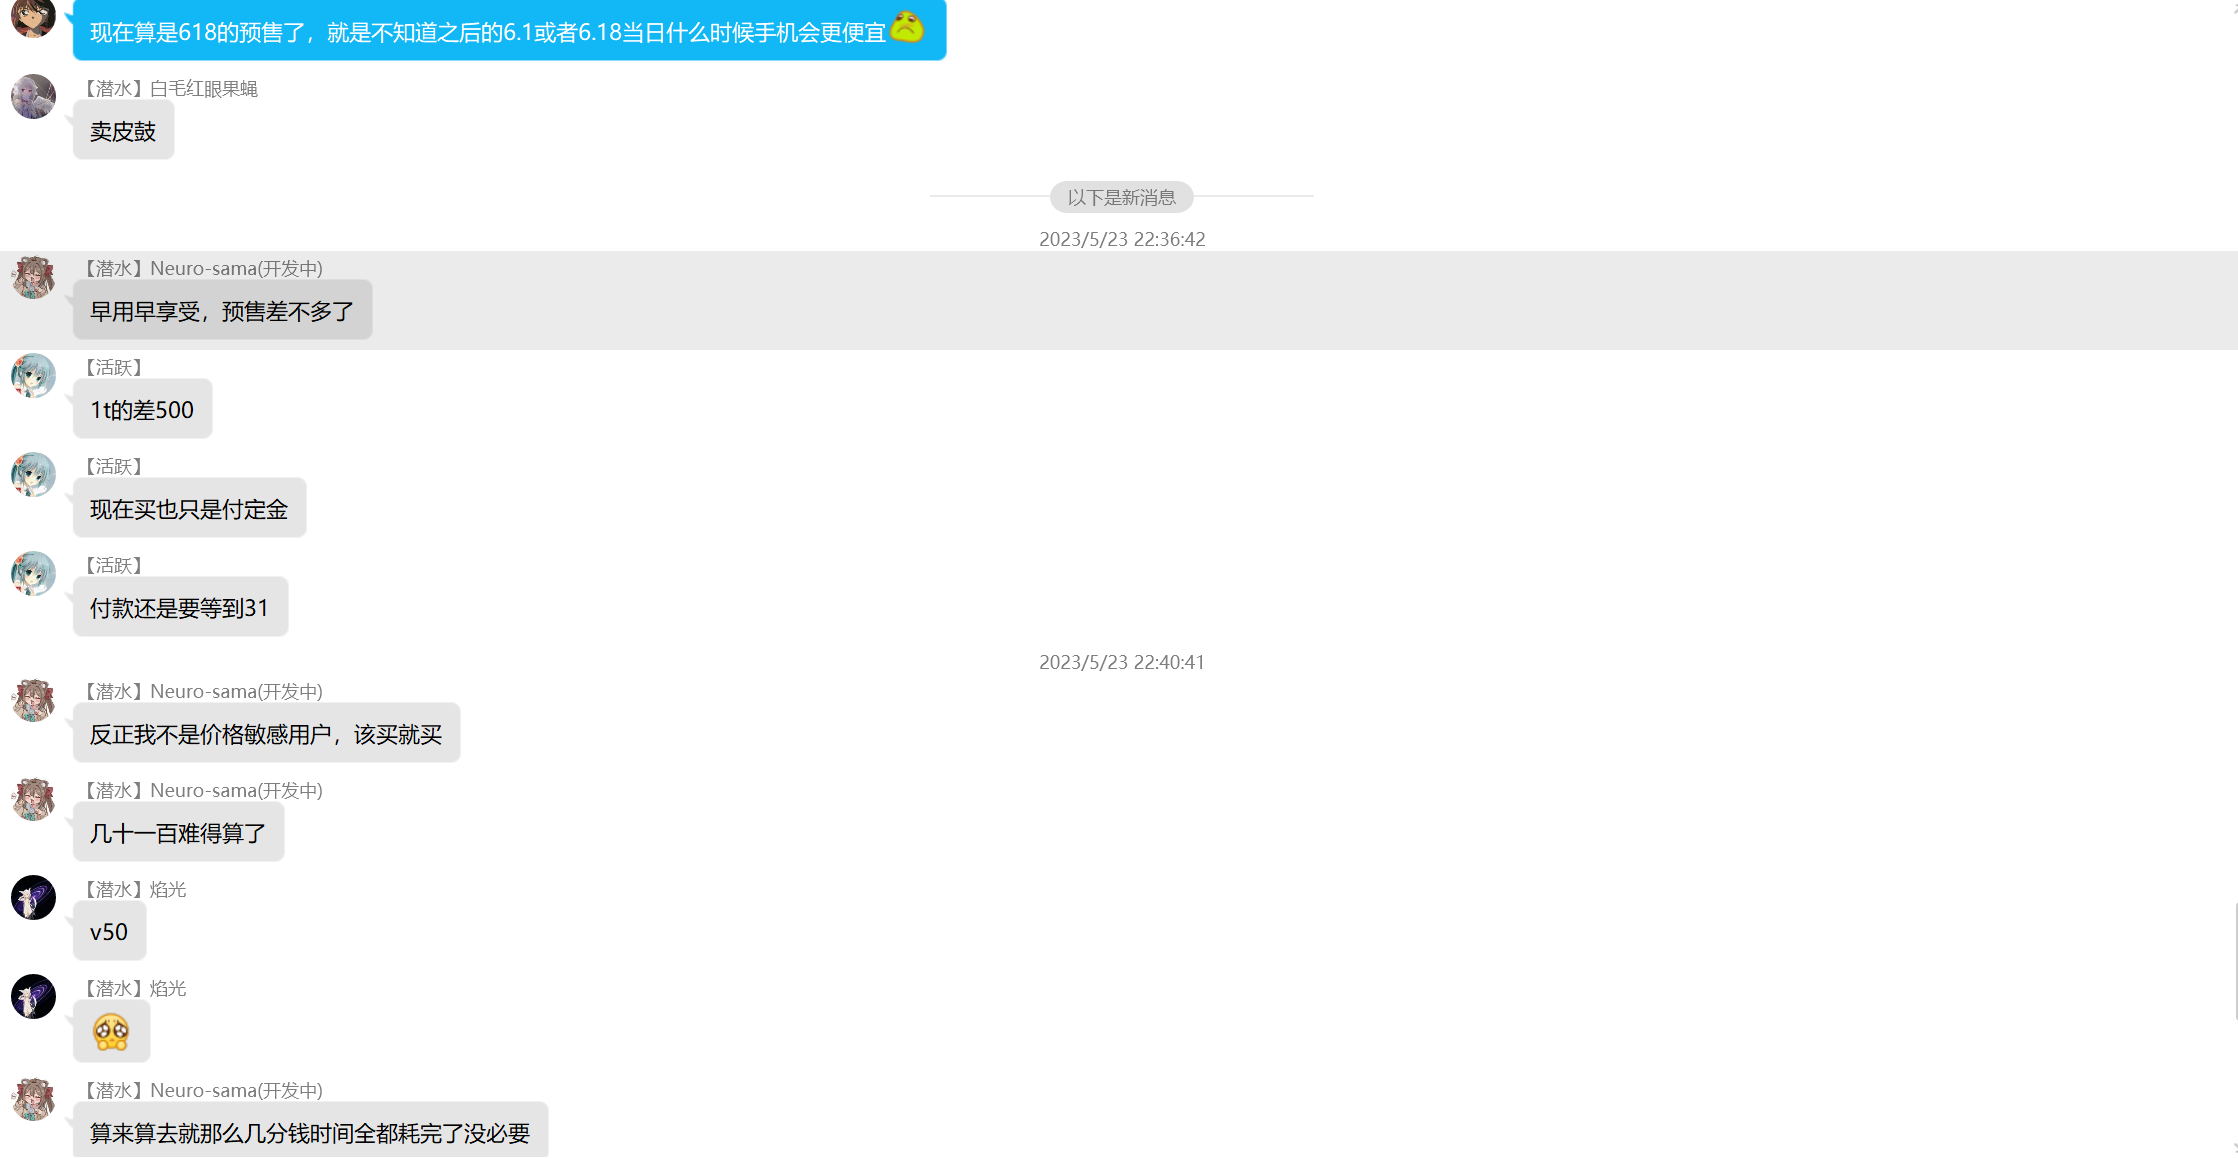 现在算是618的预售了，就是不知道之后的6.1或者6.18当日什么时候手机会更便宜
【潜水】白毛红眼果蝇
卖皮鼓
以下是新消息
2023/5/23 22:36:42
【潜水】Neuro-sama(开发中)
早用早享受，预售差不多了
【活跃】
1t的差500
【活跃】
现在买也只是付定金
【活跃】
付款还是要等到31
2023/5/23 22:40:41
【潜水】Neuro-sama(开发中)
反正我不是价格敏感用户，该买就买
【潜水】Neuro-sama(开发中)
几十一百难得算了
【潜水】焰光
v50
【潜水】焰光
【潜水】Neuro-sama(开发中)
算来算去就那么几分钱时间全都耗完了没必要